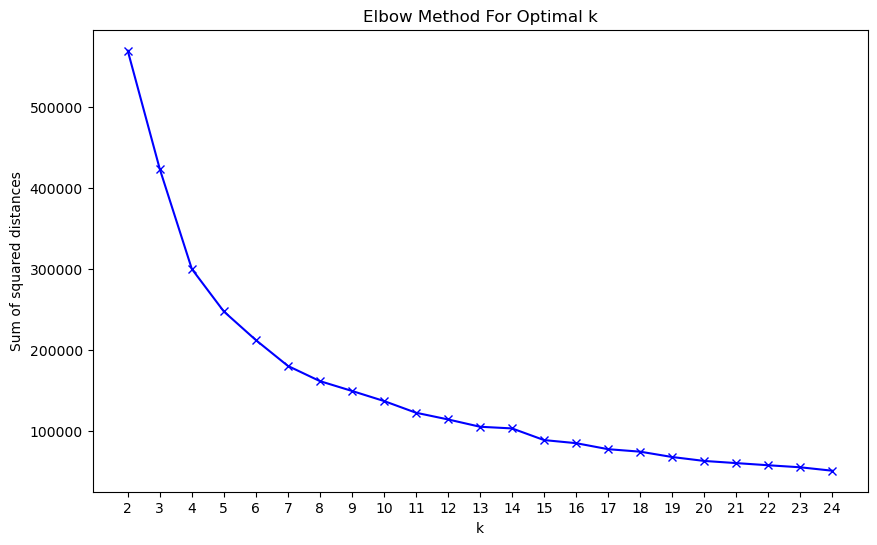 Elbow Method For Optimal k
Sum of squared distances
500000
400000
300000
200000
100000
2 3 4 5 6 7 8 9 10 11 12 13 14 15 16 17 18 19 20 21 22 23 24
k